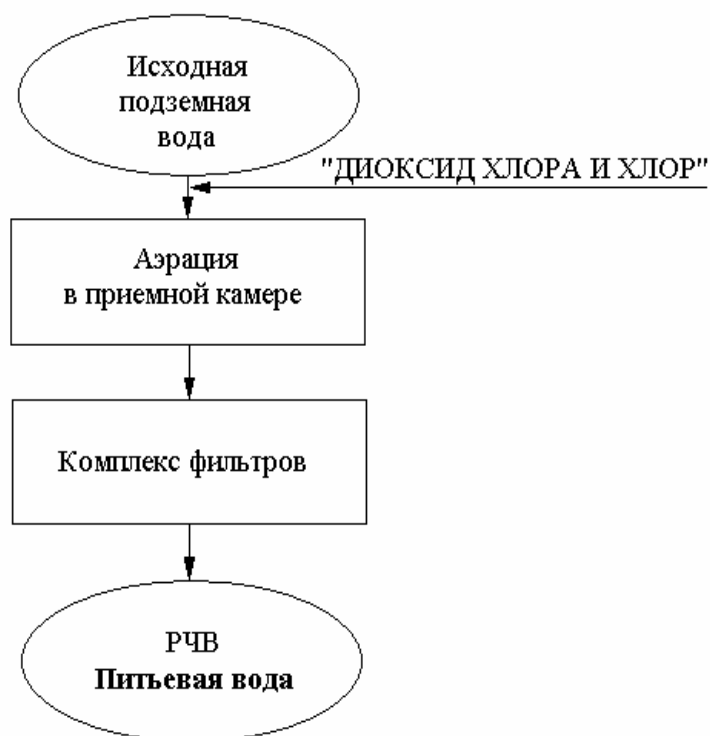 Исходная
подземная
вода
"ДИОКСИД ХЛОРА И ХЛОР"
Аэрация
в приемной камере
Комплекс фильтров
РЧВ
Питьевая вода